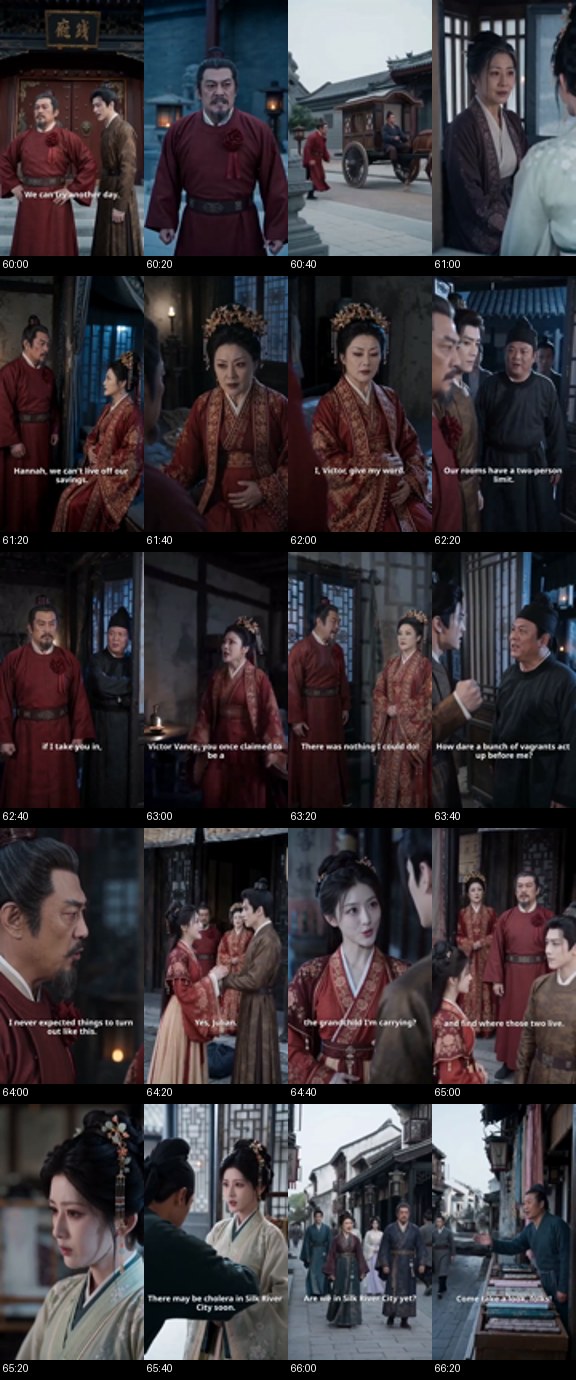 We can try another day.
60:00
60:20
60:40
61:00
Hannah, we can't live off our
savings.
I, Victor, give my word.
Our rooms have a two-person
limit.
61:20
61:40
62:00
62:20
if I take you in,
Victor Vance, you once claimed to
be a
There was nothing I could do!
How dare a bunch of vagrants act
up before me?
62:40
63:00
63:20
63:40
I never expected things to turn
out like this.
Yes, Julian.
the grandchild I'm carrying?
and find where those two live.
64:00
64:20
64:40
65:00
There may be cholera in Silk River
City soon.
Are we in Silk River City yet?
Come take a look, folks!
65:20
65:40
66:00
66:20